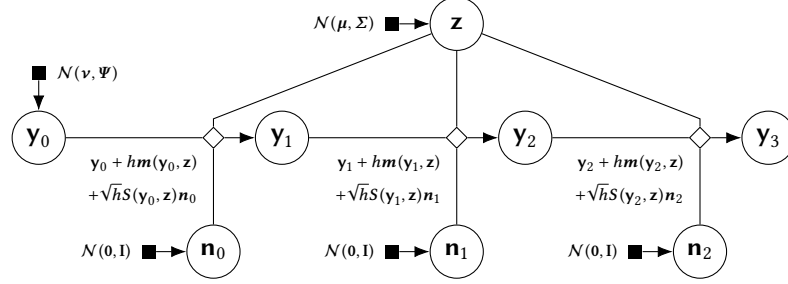 𝒩(μ, Σ) z
𝒩(ν, Ψ)
y₀ y₁ y₂ y₃
y₀ + hm(y₀, z) y₁ + hm(y₁, z) y₂ + hm(y₂, z)
+√hS(y₀, z)n₀ +√hS(y₁, z)n₁ +√hS(y₂, z)n₂
𝒩(0, I) n₀ 𝒩(0, I) n₁ 𝒩(0, I) n₂